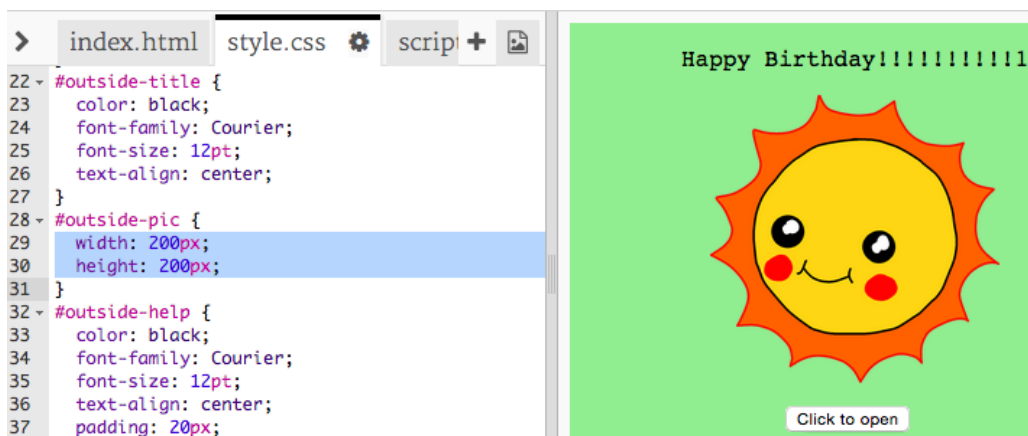 index.html style.css script
22 #outside-title {
23 color: black;
24 font-family: Courier;
25 font-size: 12pt;
26 text-align: center;
27 }
28 #outside-pic {
29 width: 200px;
30 height: 200px;
31 }
32 #outside-help {
33 color: black;
34 font-family: Courier;
35 font-size: 12pt;
36 text-align: center;
37 padding: 20px;
Happy Birthday!!!!!!!!!!!1
Click to open